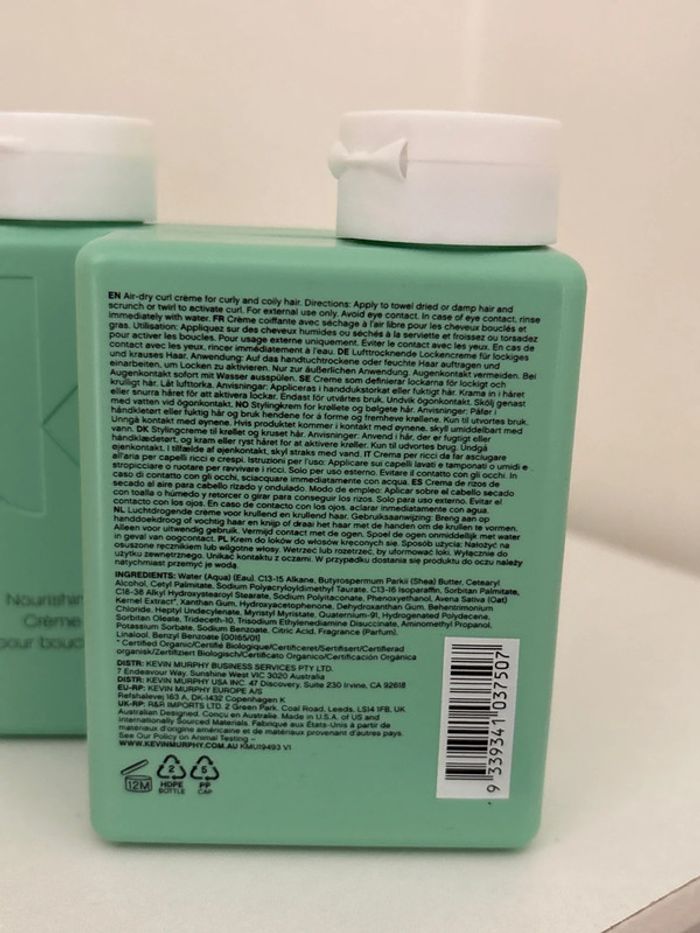 EN Air-dry curl crème for curly and coily hair. Directions: Apply to towel dried or damp hair and
scrunch or twirl to activate curl. For external use only. Avoid eye contact. In case of eye contact, rinse
immediately with water. FR Crème coiffante avec séchage à l'air libre pour les cheveux bouclés et
gras. Utilisation: Appliquez sur des cheveux humides ou séchés à la serviette et froissez ou torsadez
pour activer les boucles. Pour usage externe uniquement. Éviter le contact avec les yeux. En cas de
contact avec les yeux, rincer immédiatement à l'eau. DE Lufttrocknende Lockencreme für lockiges
und krauses Haar. Anwendung: Auf das handtuchtrockene oder feuchte Haar auftragen und
einarbeiten, um Locken zu aktivieren. Nur zur äußerlichen Anwendung. Augenkontakt vermeiden. Bei
Augenkontakt sofort mit Wasser ausspülen. SE Creme som definierar lockarna för lockigt och
krulligt hår. Låt lufttorka. Anvisningar: Appliceras i handdukstorkat eller fuktigt hår. Krama in i håret
eller snurra håret för att aktivera lockar. Endast för utvärtes bruk. Undvik ögonkontakt. Skölj genast
med vatten vid ögonkontakt. NO Stylingkrem for krøllete og bølgete hår. Anvisninger: Påfør i
håndkletørt eller fuktig hår og bruk hendene for å forme og fremheve krøllene. Kun til utvortes bruk.
Unngå kontakt med øynene. Hvis produktet kommer i kontakt med øynene, skyll umiddelbart med
vann. DK Stylingcreme til krøllet og kruset hår. Anvisninger: Anvend i hår, der er fugtigt eller
håndklædetørt, og kram eller ryst håret for at aktivere krøller. Kun til udvortes brug. Undgå
øjenkontakt. I tilfælde af øjenkontakt, skyl straks med vand. IT Crema per ricci da far asciugare
all'aria per capelli ricci e crespi. Istruzioni per l'uso: Applicare sui capelli lavati e tamponati o umidi e
stropicciare o ruotare per ravvivare i ricci. Solo per uso esterno. Evitare il contatto con gli occhi. In
caso di contatto con gli occhi, sciacquare immediatamente con acqua. ES Crema de rizos de
secado al aire para cabello rizado y ondulado. Modo de empleo: Aplicar sobre el cabello secado
con toalla o húmedo y retorcer o girar para conseguir los rizos. Solo para uso externo. Evitar el
contacto con los ojos. En caso de contacto con los ojos, aclarar inmediatamente con agua.
NL Luchtdrogende crème voor krullend en krullend haar. Gebruiksaanwijzing: Breng aan op
handdoekdroog of vochtig haar en knijp of draai het haar met de handen om de krullen te vormen.
Alleen voor uitwendig gebruik. Vermijd contact met de ogen. Spoel de ogen onmiddellijk met water
in geval van oogcontact. PL Krem do loków do włosów kręconych się. Sposób użycia: Nałożyć na
osuszone ręcznikiem lub wilgotne włosy. Wetrzeć lub rozetrzeć, by uformować loki. Wyłącznie do
użytku zewnętrznego. Unikać kontaktu z oczami. W przypadku dostania się produktu do oczu należy
natychmiast przemyć je wodą.
INGREDIENTS: Water (Aqua) (Eau), C13-15 Alkane, Butyrospermum Parkii (Shea) Butter, Cetearyl
Alcohol, Cetyl Palmitate, Sodium Polyacryloyldimethyl Taurate, C13-16 Isoparaffin, Sorbitan Palmitate,
C18-38 Alkyl Hydroxystearoyl Stearate, Sodium Polyitaconate, Phenoxyethanol, Avena Sativa (Oat)
Kernel Extract*, Xanthan Gum, Hydroxyacetophenone, Dehydroxanthan Gum, Behentrimonium
Chloride, Heptyl Undecylenate, Myristyl Myristate, Quaternium-91, Hydrogenated Polydecene,
Sorbitan Oleate, Trideceth-10, Trisodium Ethylenediamine Disuccinate, Aminomethyl Propanol,
Potassium Sorbate, Sodium Benzoate, Citric Acid, Fragrance (Parfum),
Linalool, Benzyl Benzoate [00165/01]
* Certified Organic/Certifié Biologique/Certificeret/Sertifisert/Certifierad
organisk/Zertifiziert Biologisch/Certificato Organico/Certificación Orgánica
DISTR: KEVIN MURPHY BUSINESS SERVICES PTY LTD.
7 Endeavour Way, Sunshine West VIC 3020 Australia
DISTR: KEVIN MURPHY USA INC. 47 Discovery, Suite 230 Irvine, CA 92618
EU-RP: KEVIN MURPHY EUROPE A/S
Refshalevej 163 A, DK-1432 Copenhagen K
UK-RP: R&R IMPORTS LTD. 2 Green Park, Coal Road, Leeds, LS14 1FB, UK
Australian Designed. Conçu en Australie. Made in U.S.A. of US and
Internationally Sourced Materials. Fabriqué aux États-Unis à partir de
matériaux d'origine américaine et de matériaux provenant d'autres pays.
See Our Policy on Animal Testing –
WWW.KEVINMURPHY.COM.AU KMU19493 V1
12M
2
HDPE
BOTTLE
5
PP
CAP
9 339341 037507
Nourishin
Crème
pour bouc